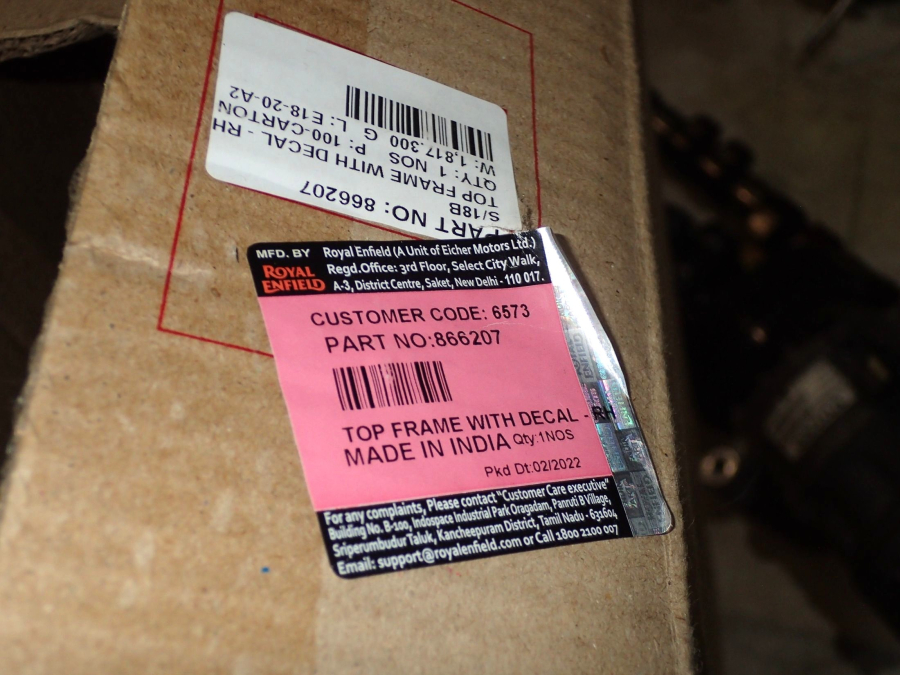 PART NO: 866207
S/18B
TOP FRAME WITH DECAL - RH
QTY: 1 NOS P: 100-CARTON
W: 1,817.300 G L: E18-20-A2
MFD. BY
ROYAL
ENFIELD
Royal Enfield (A Unit of Eicher Motors Ltd.)
Regd.Office: 3rd Floor, Select City Walk,
A-3, District Centre, Saket, New Delhi - 110 017.
CUSTOMER CODE: 6573
PART NO:866207
TOP FRAME WITH DECAL - RH
MADE IN INDIA Qty:1NOS
Pkd Dt:02/2022
For any complaints, Please contact "Customer Care executive"
Building No. B-100, Indospace Industrial Park Oragadam, Panruti B Village,
Sriperumbudur Taluk, Kancheepuram District, Tamil Nadu - 631604
Email: support@royalenfield.com or Call 1800 2100 007